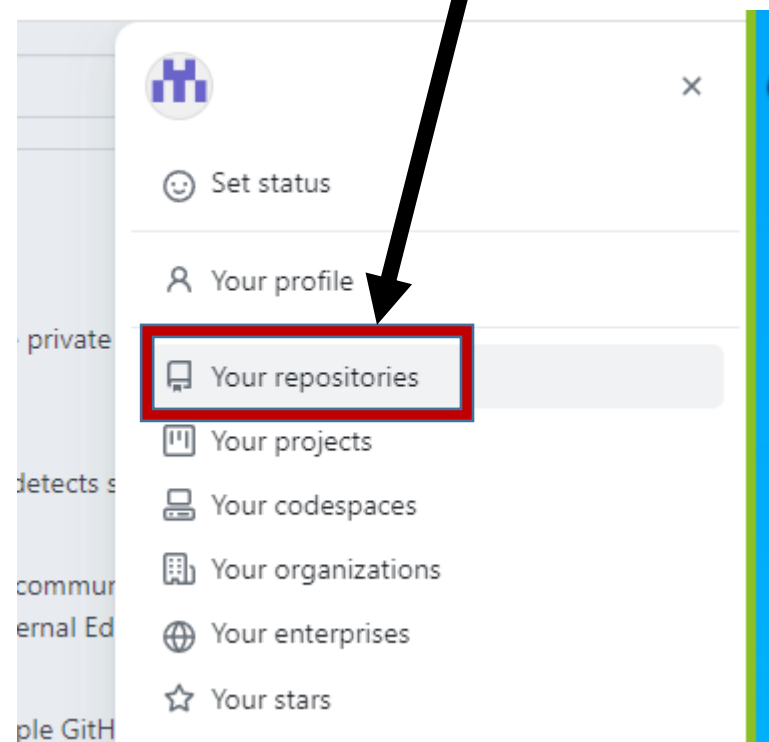 Set status
Your profile
private
Your repositories
Your projects
detects s
Your codespaces
Your organizations
commun
ernal Ed
Your enterprises
Your stars
ple GitH